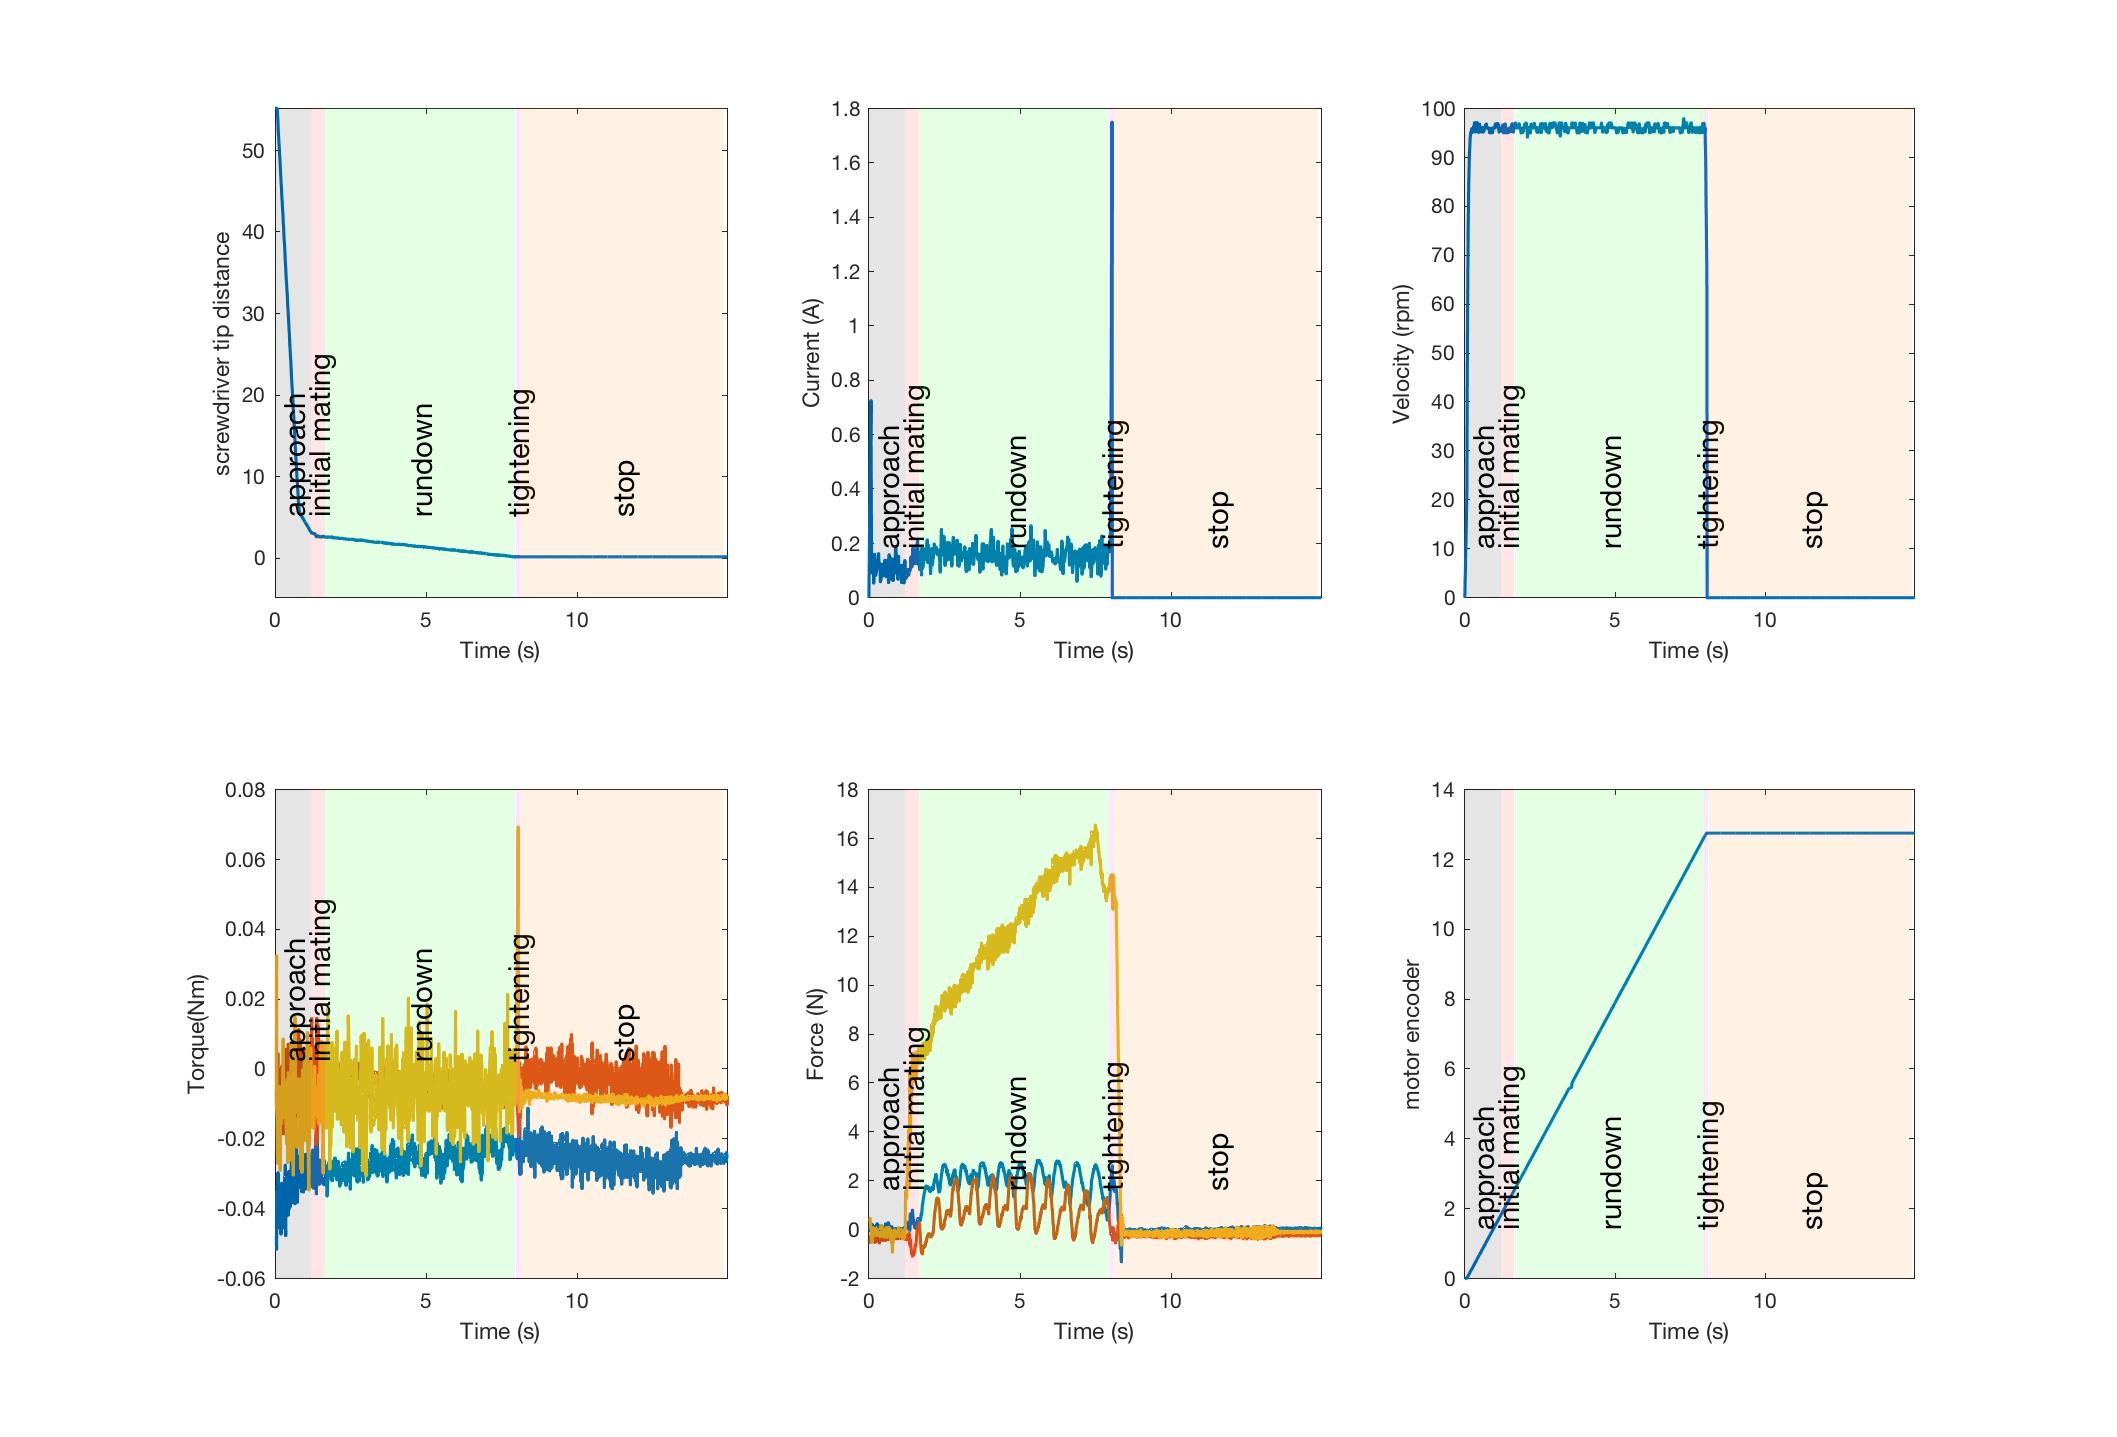 screwdriver tip distance
50
40
30
20
10
0
approach
initial mating
rundown
tightening
stop
0
5
10
Time (s)
Current (A)
1.8
1.6
1.4
1.2
1
0.8
0.6
0.4
0.2
0
approach
initial mating
rundown
tightening
stop
0
5
10
Time (s)
Velocity (rpm)
100
90
80
70
60
50
40
30
20
10
0
approach
initial mating
rundown
tightening
stop
0
5
10
Time (s)
Torque(Nm)
0.08
0.06
0.04
0.02
0
-0.02
-0.04
-0.06
approach
initial mating
rundown
tightening
stop
0
5
10
Time (s)
Force (N)
18
16
14
12
10
8
6
4
2
0
-2
approach
initial mating
rundown
tightening
stop
0
5
10
Time (s)
motor encoder
14
12
10
8
6
4
2
0
approach
initial mating
rundown
tightening
stop
0
5
10
Time (s)